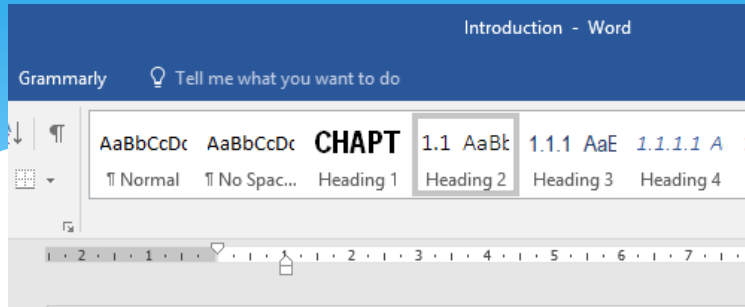 Introduction - Word
Grammarly Tell me what you want to do
AaBbCcDc AaBbCcDc CHAPT 1.1 AaBb 1.1.1 AaE 1.1.1.1 A
¶ Normal ¶ No Spac... Heading 1 Heading 2 Heading 3 Heading 4
2 1 1 2 3 4 5 6 7